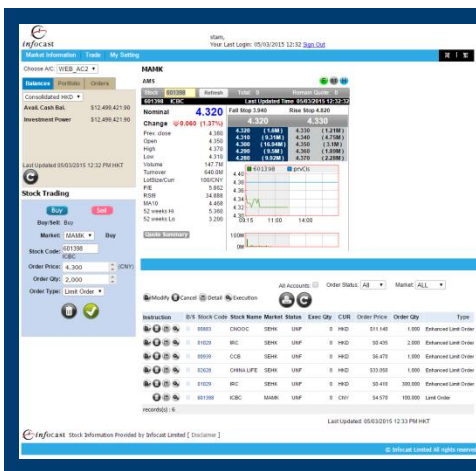 infocast
stam,
Your Last Login: 05/03/2015 12:32 Sign Out
Market Information Trade My Setting
Choose A/C: WEB_AC2
Balances Portfolio Orders
Consolidated HKD
Avail. Cash Bal. $12,499,421.90
Investment Power $12,499,421.90
Last Updated 05/03/2015 12:32 PM HKT
MAMK
AMS
Stock 601398 Refresh Total 0 Remain Quote 0
601398 ICBC Last Updated Time 05/03/2015 12:32:32
Nominal 4.320
Change 0.060 (1.37%)
Prev. close 4.380
Open 4.350
High 4.370
Low 4.310
Volume 147.7M
Turnover 640.0M
LotSize/Curr 100/CNY
P/E 5.862
RSI 34.888
MA10 4.468
52 weeks Hi 5.360
52 weeks Lo 3.200
Quote Summary
Fall Stop 3.940 Rise Stop 4.820
4.320 4.330
4.320 (1.6M) 4.330 (1.21M)
4.310 (9.31M) 4.340 (4.75M)
4.300 (16.94M) 4.350 (3.1M)
4.290 (9.5M) 4.360 (1.89M)
4.280 (9.92M) 4.370 (2.28M)
601398 prvCls
4.40
4.38
4.36
4.34
4.32
4.30
09:15 11:00 14:00
100M
0M
Stock Trading
Buy Sell
Buy/Sell: Buy
Market: MAMK Buy
Stock Code: 601398
ICBC
Order Price: 4.300 (CNY)
Order Qty: 2,000
Order Type: Limit Order
All Accounts: Order Status: All Market: ALL
Modify Cancel Detail Execution
Instruction B/S Stock Code Stock Name Market Status Exec Qty CUR Order Price Order Qty Type
00883 CNOOC SEHK UNF 0 HKD $11.140 1,000 Enhanced Limit Order
01029 IRC SEHK UNF 0 HKD $0.435 2,000 Enhanced Limit Order
00939 CCB SEHK UNF 0 HKD $6.470 1,000 Enhanced Limit Order
02628 CHINA LIFE SEHK UNF 0 HKD $33.050 1,000 Enhanced Limit Order
01029 IRC SEHK UNF 0 HKD $0.410 300,000 Enhanced Limit Order
601398 ICBC MAMK UNF 0 CNY $4.570 100,000 Limit Order
record(s) : 6
Last Updated 05/03/2015 12:33 PM HKT
infocast Stock Information Provided by Infocast Limited [ Disclaimer ]
© Infocast Limited All rights reserved